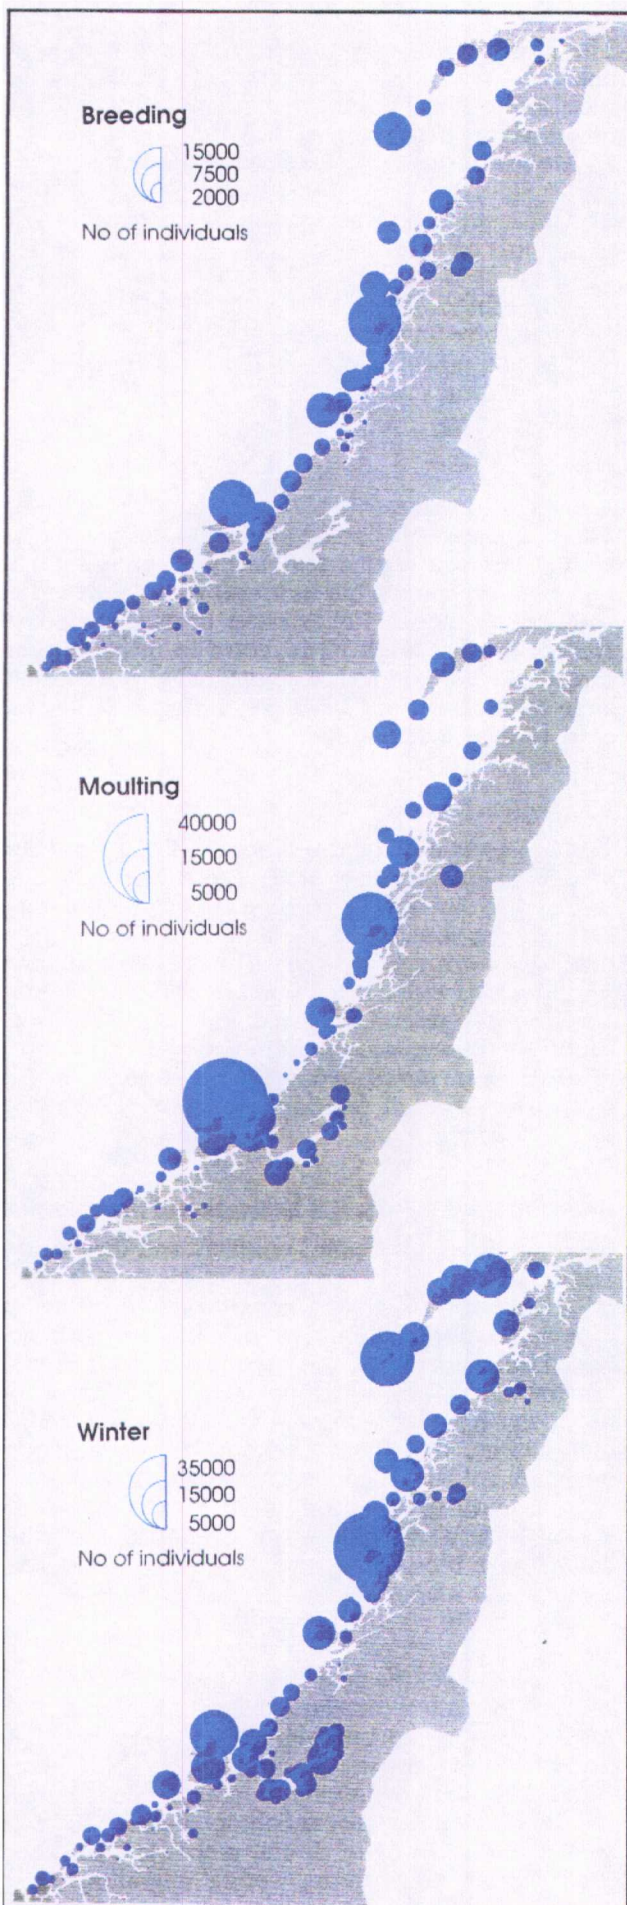 Breeding
15000
7500
2000
No of individuals
Moulting
40000
15000
5000
No of individuals
Winter
35000
15000
5000
No of individuals